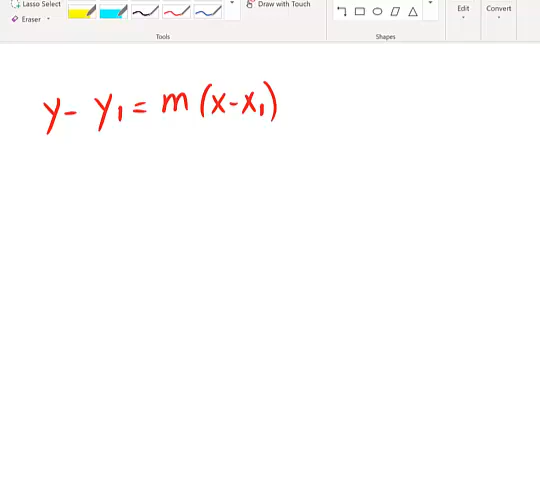 Lasso Select
Eraser
Draw with Touch
Edit
Convert
Tools
Shapes
y - y₁ = m (x - x₁)